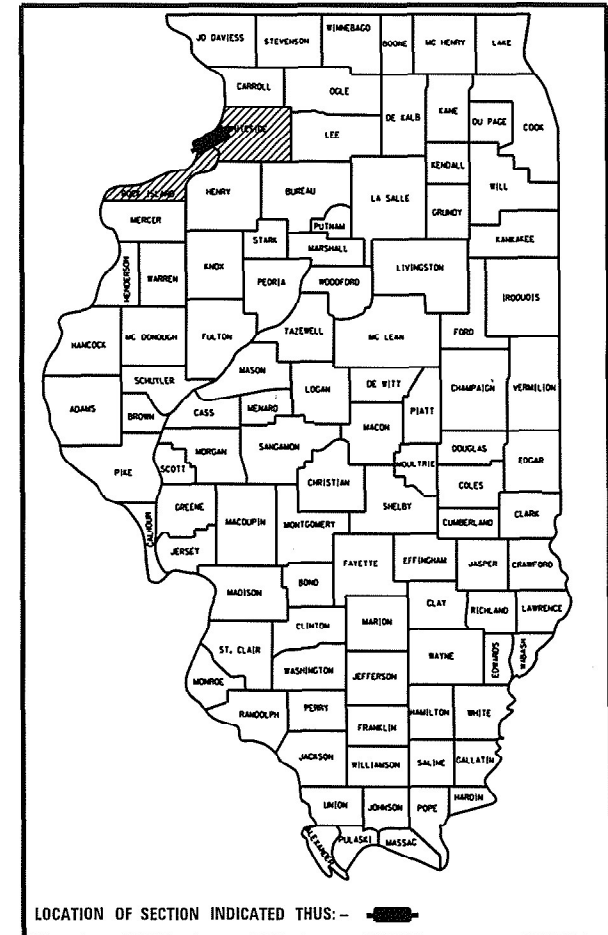 JO DAVIESS STEVENSON WINNEBAGO BOONE MC HENRY LAKE
CARROLL OGLE DE KALB KANE DU PAGE COOK
LEE
KENDALL
ROCK ISLAND HENRY BUREAU LA SALLE WILL
MERCER PUTNAM GRUNDY
STARK MARSHALL KANKAKEE
HENDERSON WARREN KNOX PEORIA WOODFORD LIVINGSTON IROQUOIS
HANCOCK MC DONOUGH FULTON TAZEWELL MC LEAN FORD
MASON
SCHUYLER LOGAN DE WITT CHAMPAIGN VERMILION
ADAMS BROWN CASS MENARD PIATT
MACON
PIKE SCOTT MORGAN SANGAMON MOULTRIE DOUGLAS EDGAR
CHRISTIAN COLES
CALHOUN GREENE MACOUPIN MONTGOMERY SHELBY CUMBERLAND CLARK
JERSEY FAYETTE EFFINGHAM JASPER CRAWFORD
MADISON BOND
CLAY RICHLAND LAWRENCE
CLINTON MARION
ST. CLAIR WAYNE EDWARDS WABASH
WASHINGTON JEFFERSON
MONROE
RANDOLPH PERRY HAMILTON WHITE
FRANKLIN
JACKSON WILLIAMSON SALINE GALLATIN
UNION JOHNSON POPE HARDIN
ALEXANDER PULASKI MASSAC
LOCATION OF SECTION INDICATED THUS: -